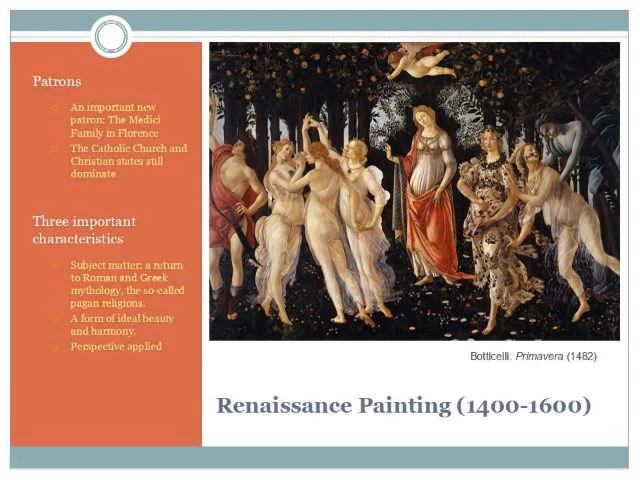 Patrons
An important new
patron: The Medici
Family in Florence
The Catholic Church and
Christian states still
dominate
Three important
characteristics
Subject matter: a return
to Roman and Greek
mythology, the so-called
pagan religions.
A form of ideal beauty
and harmony.
Perspective applied
Botticelli: Primavera (1482)
Renaissance Painting (1400-1600)